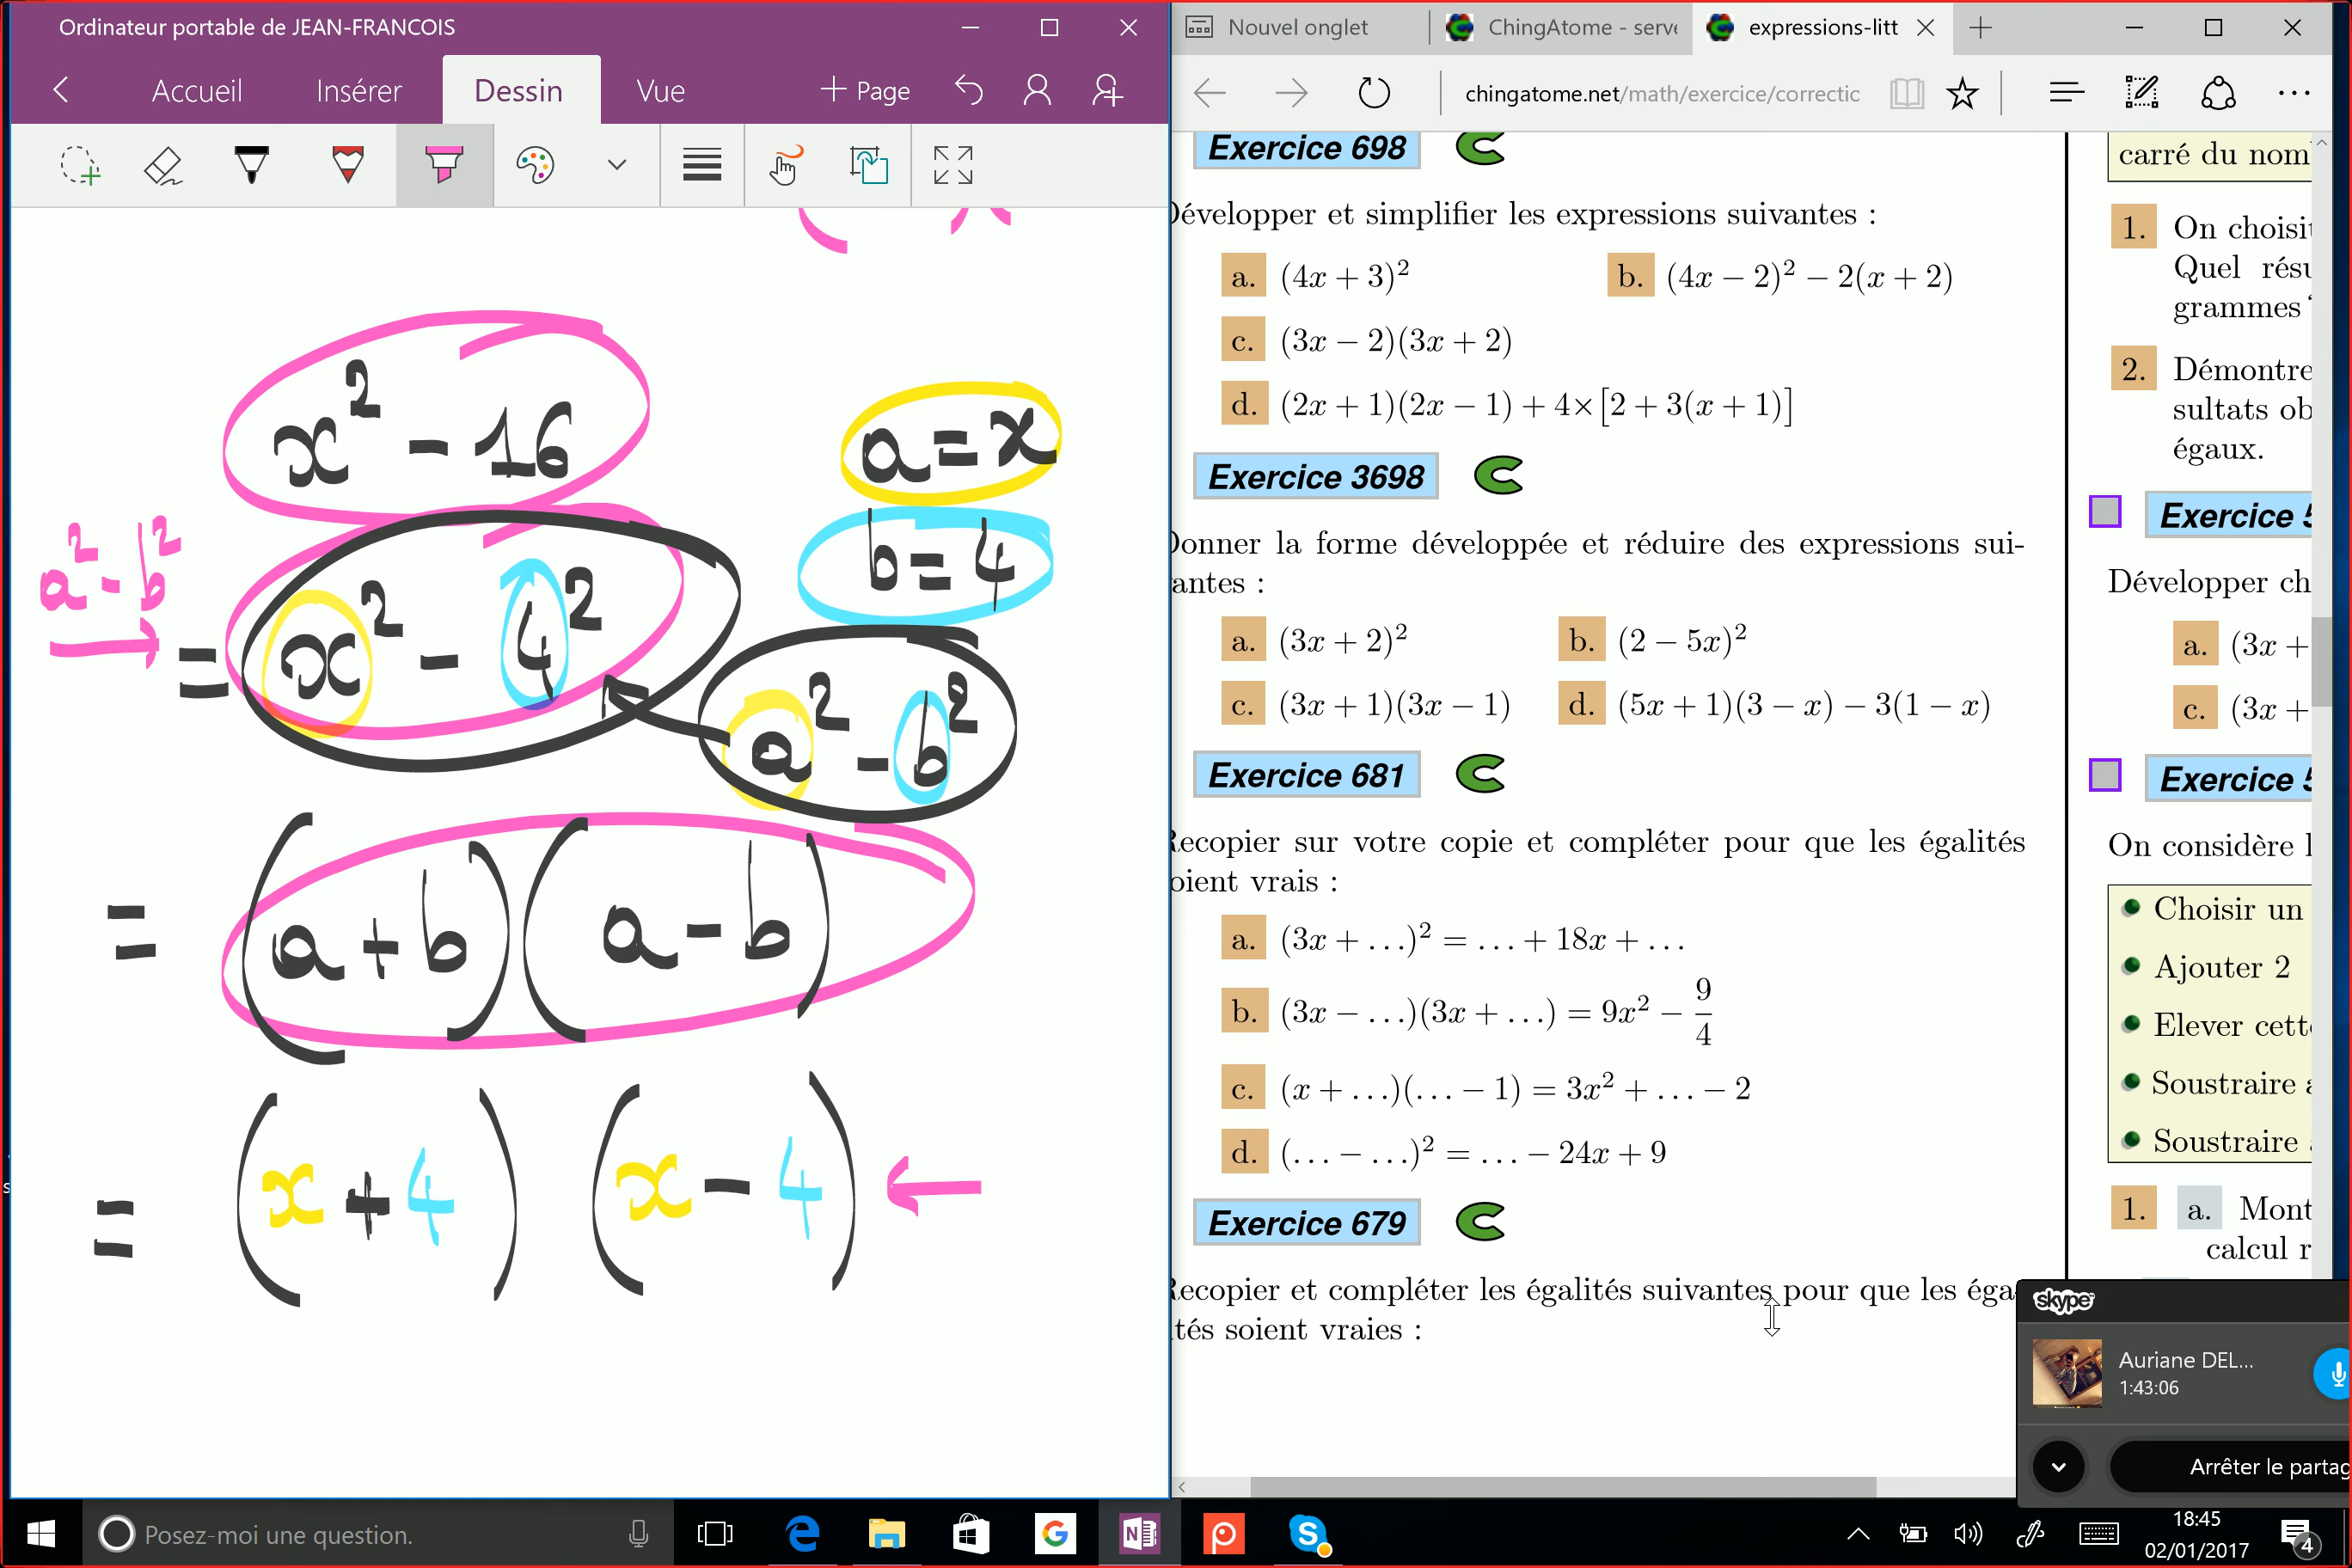 Ordinateur portable de JEAN-FRANCOIS
Accueil Insérer Dessin Vue + Page
x² - 16
a = x
b = 4
a² - b²
= x² - 4²
a² - b²
= (a + b) (a - b)
= (x + 4) (x - 4)
Nouvel onglet ChingAtome - serve expressions-litt
chingatome.net/math/exercice/correctic
Exercice 698
Développer et simplifier les expressions suivantes :
a. (4x + 3)² b. (4x − 2)² − 2(x + 2)
c. (3x − 2)(3x + 2)
d. (2x + 1)(2x − 1) + 4×[2 + 3(x + 1)]
Exercice 3698
Donner la forme développée et réduire des expressions sui-
vantes :
a. (3x + 2)² b. (2 − 5x)²
c. (3x + 1)(3x − 1) d. (5x + 1)(3 − x) − 3(1 − x)
Exercice 681
Recopier sur votre copie et compléter pour que les égalités
soient vrais :
a. (3x + ...)² = ... + 18x + ...
b. (3x − ...)(3x + ...) = 9x² − 9/4
c. (x + ...)(... − 1) = 3x² + ... − 2
d. (... − ...)² = ... − 24x + 9
Exercice 679
Recopier et compléter les égalités suivantes pour que les éga-
lités soient vraies :
carré du nom
1. On choisit
Quel résu
grammes
2. Démontre
sultats ob
égaux.
Exercice 5
Développer ch
a. (3x +
c. (3x +
Exercice 5
On considère l
Choisir un
Ajouter 2
Elever cette
Soustraire
Soustraire
1. a. Mont
calcul r
skype
Auriane DEL...
1:43:06
Arrêter le partag
Posez-moi une question.
18:45
02/01/2017
4